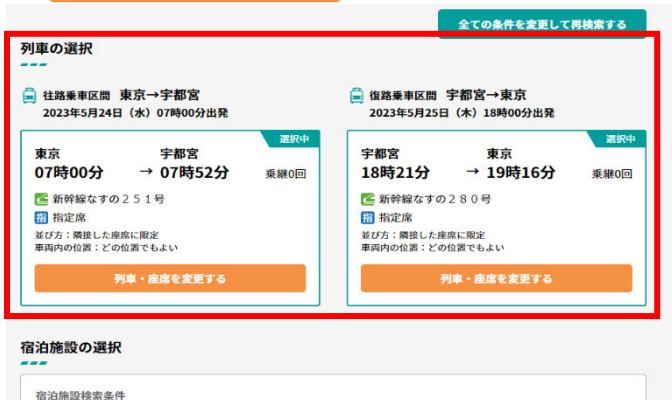 全ての条件を変更して再検索する
列車の選択
往路乗車区間 東京→宇都宮
2023年5月24日（水）07時00分出発
選択中
東京 宇都宮
07時00分 → 07時52分 乗継0回
新幹線なすの２５１号
指 指定席
並び方：隣接した座席に限定
車両内の位置：どの位置でもよい
列車・座席を変更する
復路乗車区間 宇都宮→東京
2023年5月25日（木）18時00分出発
選択中
宇都宮 東京
18時21分 → 19時16分 乗継0回
新幹線なすの２８０号
指 指定席
並び方：隣接した座席に限定
車両内の位置：どの位置でもよい
列車・座席を変更する
宿泊施設の選択
宿泊施設検索条件